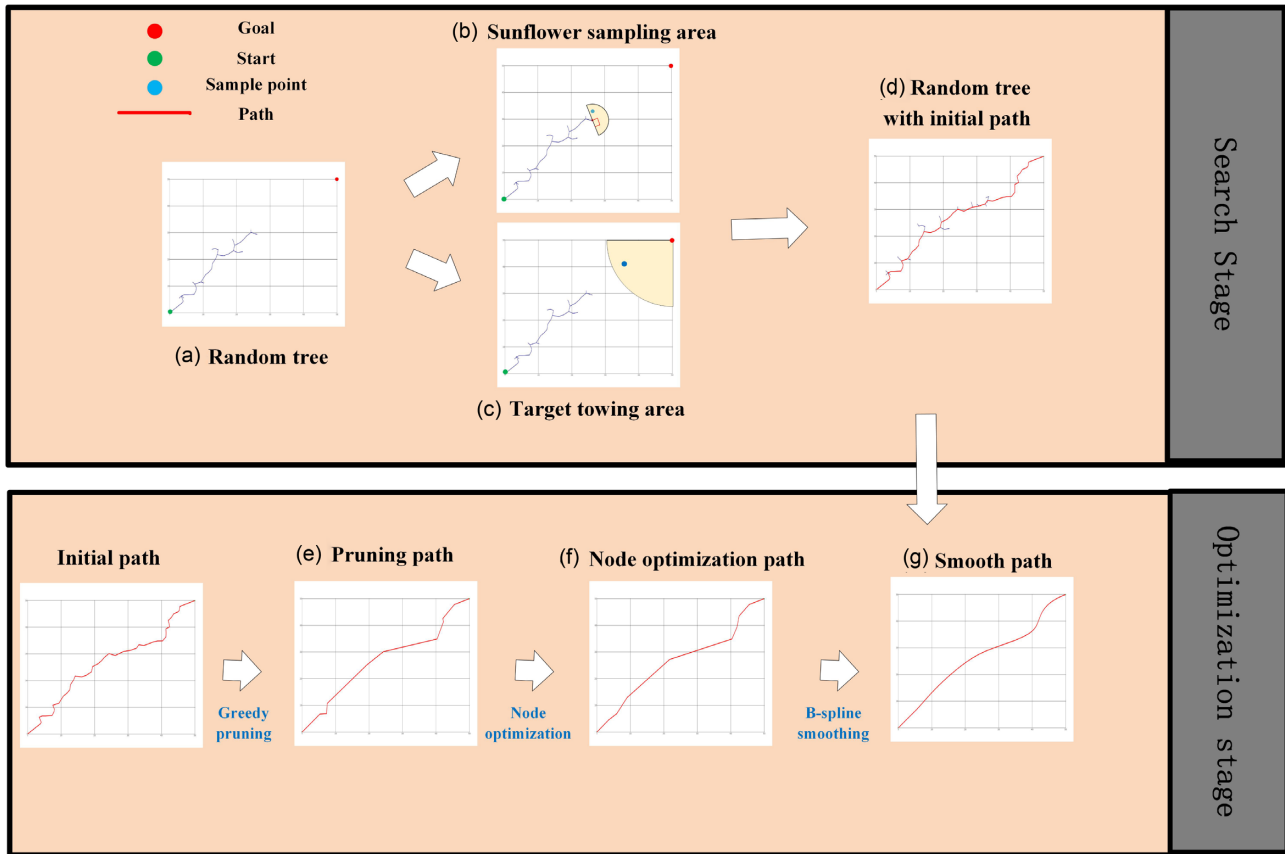 Goal
Start
Sample point
Path
(a) Random tree
(b) Sunflower sampling area
(c) Target towing area
(d) Random tree
with initial path
Search Stage
Initial path
(e) Pruning path
(f) Node optimization path
(g) Smooth path
Greedy
pruning
Node
optimization
B-spline
smoothing
Optimization stage